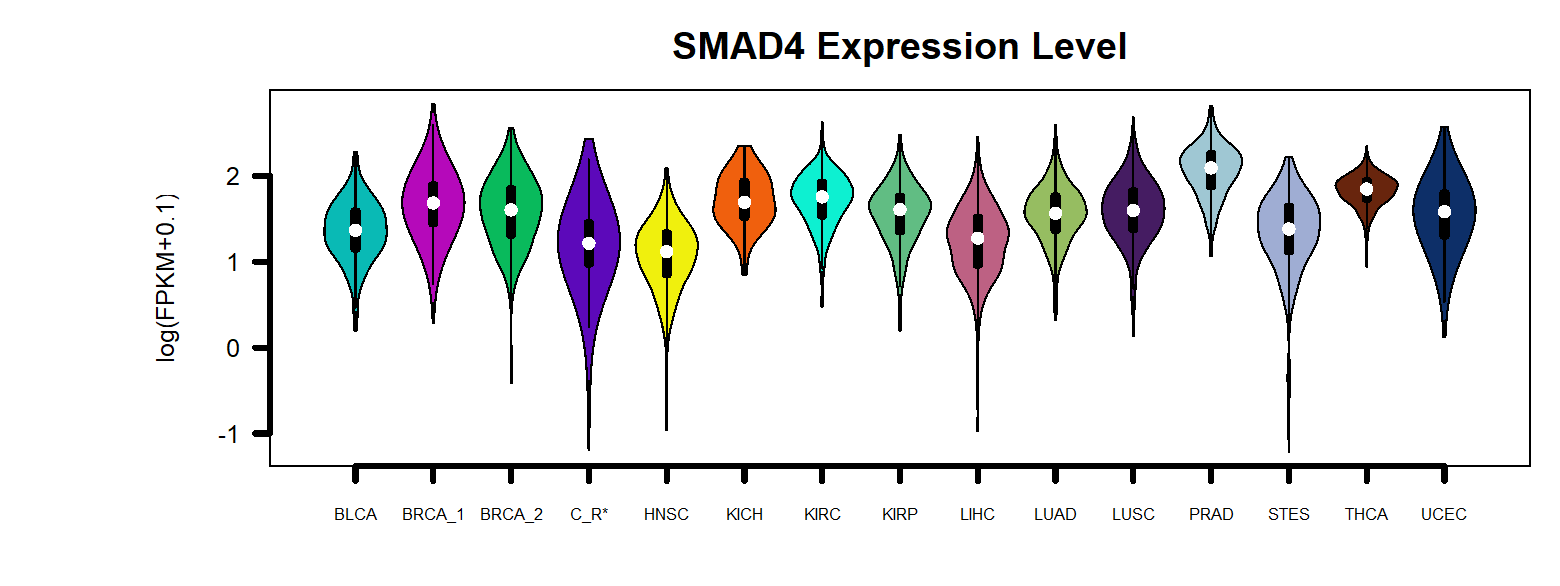 SMAD4 Expression Level
log(FPKM+0.1)
2
1
0
-1
BLCA BRCA_1 BRCA_2 C_R* HNSC KICH KIRC KIRP LIHC LUAD LUSC PRAD STES THCA UCEC